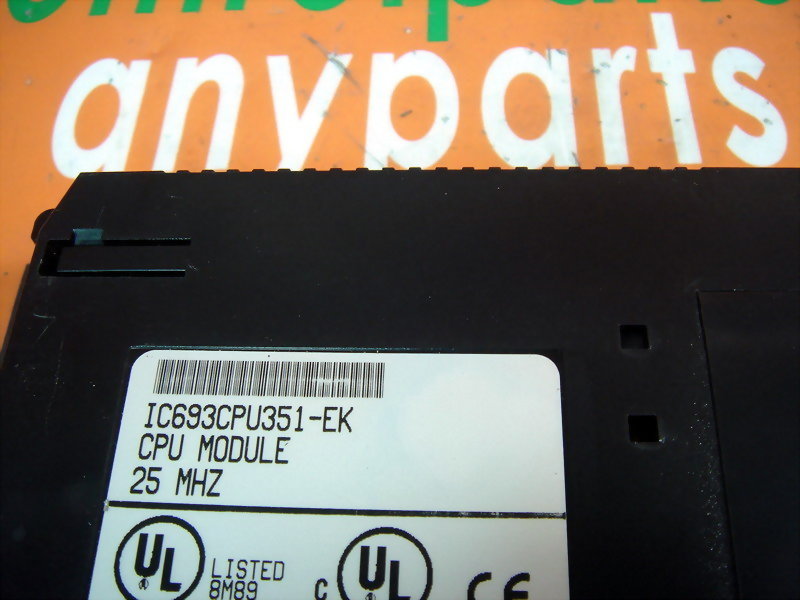 anyparts
IC693CPU351-EK
CPU MODULE
25 MHZ
UL
LISTED
8M89
C
UL
CE